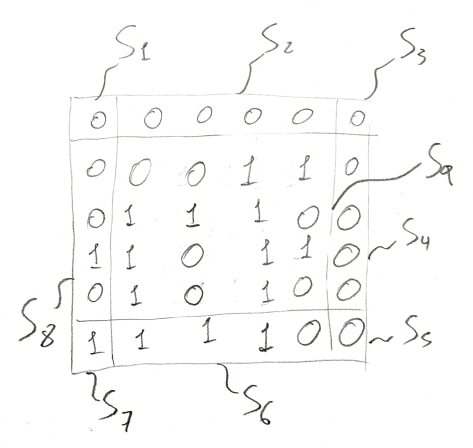 S1 S2 S3
0 0 0 0 0 0
0 0 0 1 1 0
S9
0 1 1 1 0 0
1 1 0 1 1 0 S4
0 1 0 1 0 0
S8
1 1 1 1 0 0 S5
S7 S6